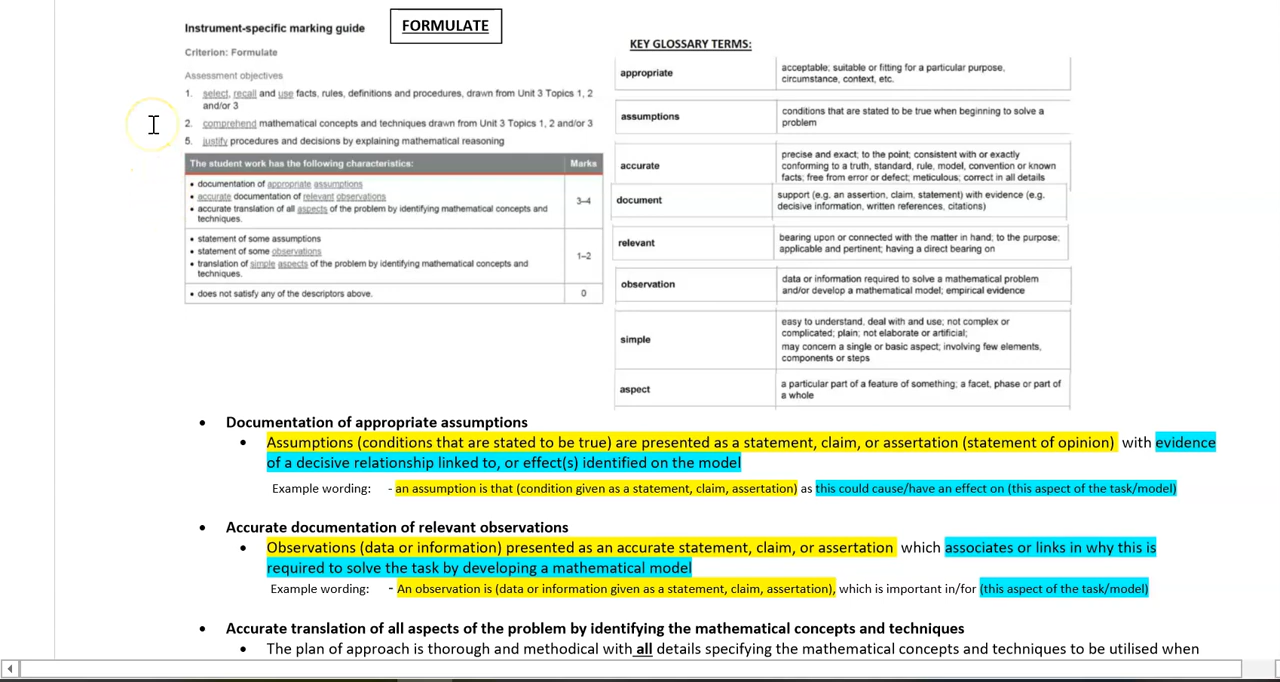 FORMULATE
Instrument-specific marking guide
Criterion: Formulate
Assessment objectives
1. select, recall and use facts, rules, definitions and procedures, drawn from Unit 3 Topics 1, 2
and/or 3
2. comprehend mathematical concepts and techniques drawn from Unit 3 Topics 1, 2 and/or 3
5. justify procedures and decisions by explaining mathematical reasoning
The student work has the following characteristics: Marks
• documentation of appropriate assumptions
• accurate documentation of relevant observations
• accurate translation of all aspects of the problem by identifying mathematical concepts and
techniques.
3–4
• statement of some assumptions
• statement of some observations
• translation of simple aspects of the problem by identifying mathematical concepts and
techniques.
1–2
• does not satisfy any of the descriptors above. 0
KEY GLOSSARY TERMS:
appropriate
acceptable; suitable or fitting for a particular purpose,
circumstance, context, etc.
assumptions
conditions that are stated to be true when beginning to solve a
problem
accurate
precise and exact; to the point; consistent with or exactly
conforming to a truth, standard, rule, model, convention or known
facts; free from error or defect; meticulous; correct in all details
document
support (e.g. an assertion, claim, statement) with evidence (e.g.
decisive information, written references, citations)
relevant
bearing upon or connected with the matter in hand; to the purpose;
applicable and pertinent; having a direct bearing on
observation
data or information required to solve a mathematical problem
and/or develop a mathematical model; empirical evidence
simple
easy to understand, deal with and use; not complex or
complicated; plain; not elaborate or artificial;
may concern a single or basic aspect; involving few elements,
components or steps
aspect
a particular part of a feature of something; a facet, phase or part of
a whole
• Documentation of appropriate assumptions
• Assumptions (conditions that are stated to be true) are presented as a statement, claim, or assertion (statement of opinion) with evidence
of a decisive relationship linked to, or effect(s) identified on the model
Example wording: - an assumption is that (condition given as a statement, claim, assertion) as this could cause/have an effect on (this aspect of the task/model)
• Accurate documentation of relevant observations
• Observations (data or information) presented as an accurate statement, claim, or assertion which associates or links in why this is
required to solve the task by developing a mathematical model
Example wording: - An observation is (data or information given as a statement, claim, assertion), which is important in/for (this aspect of the task/model)
• Accurate translation of all aspects of the problem by identifying the mathematical concepts and techniques
• The plan of approach is thorough and methodical with all details specifying the mathematical concepts and techniques to be utilised when